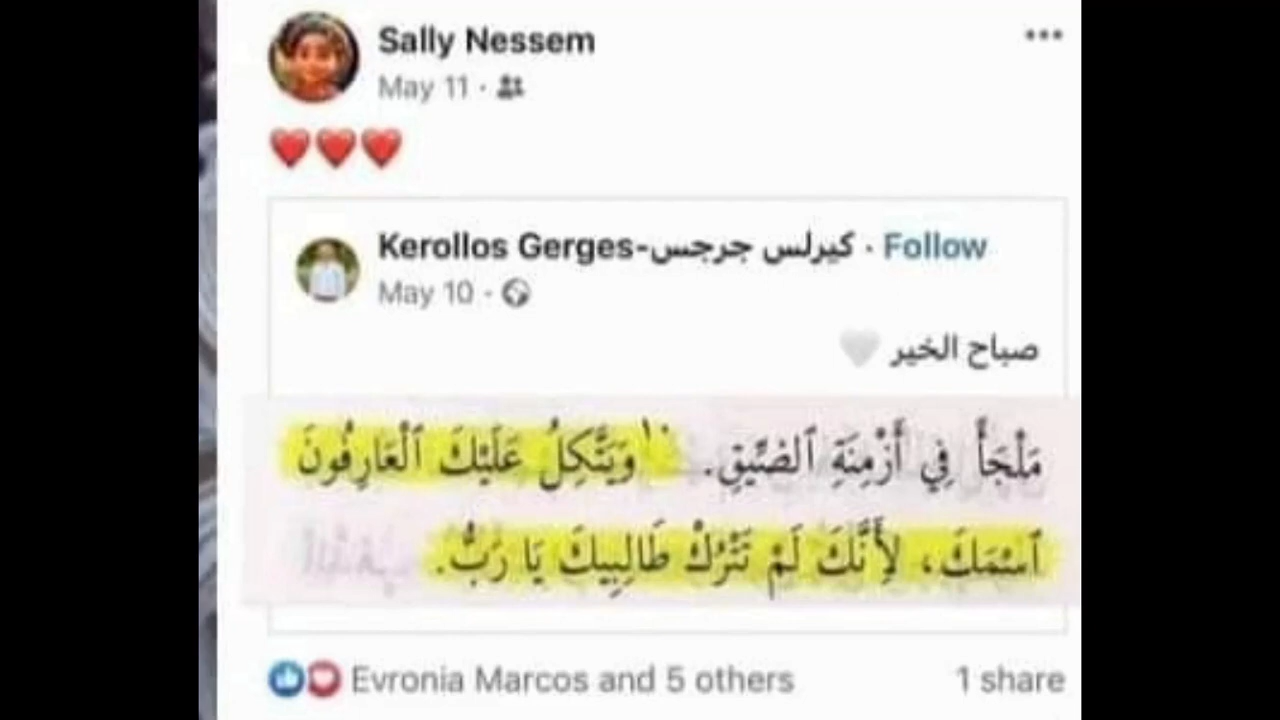 Sally Nessem
May 11 ·
❤️❤️❤️
Kerollos Gerges-كيرلس جرجس · Follow
May 10 ·
صباح الخير 🤍
مَلْجَأً فِي أَزْمِنَةِ ٱلضِّيقِ. ١٠ وَيَتَّكِلُ عَلَيْكَ ٱلْعَارِفُونَ
ٱسْمَكَ، لِأَنَّكَ لَمْ تَتْرُكْ طَالِبِيكَ يَا رَبُّ.
Evronia Marcos and 5 others
1 share